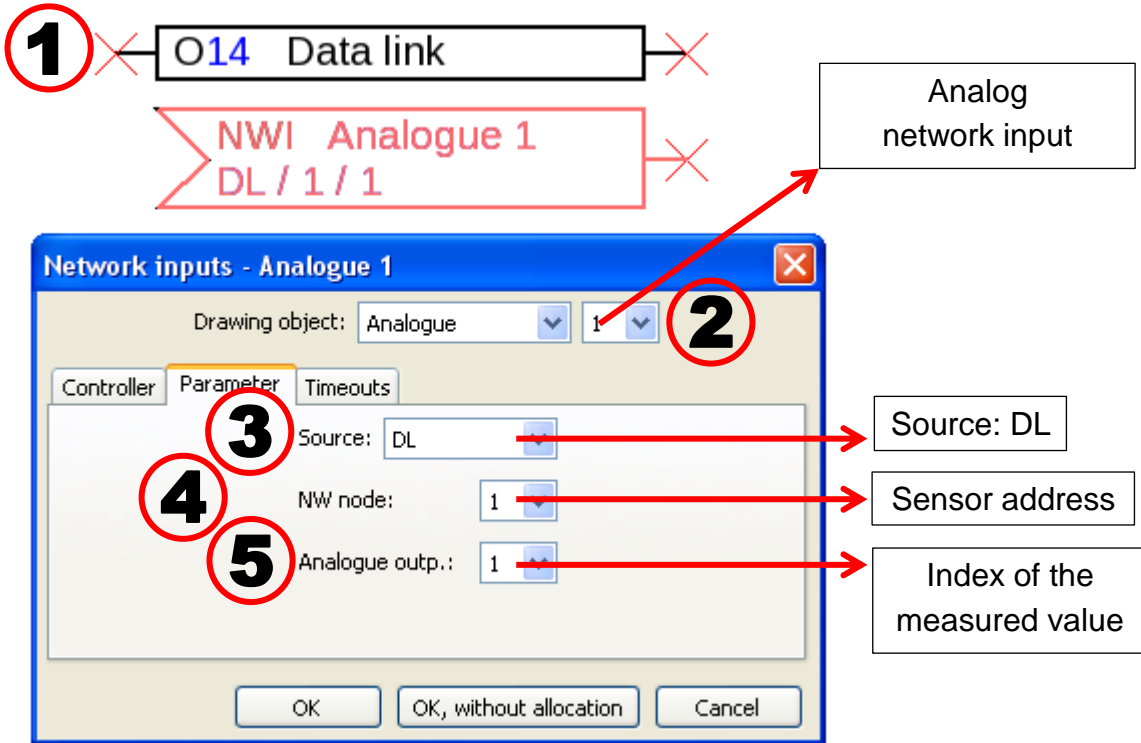 1
O14 Data link
Analog
network input
NWI Analogue 1
DL / 1 / 1
Network inputs - Analogue 1
Drawing object: Analogue 1
2
Controller Parameter Timeouts
3
Source: DL
Source: DL
4
NW node: 1
Sensor address
5
Analogue outp.: 1
Index of the
measured value
OK OK, without allocation Cancel